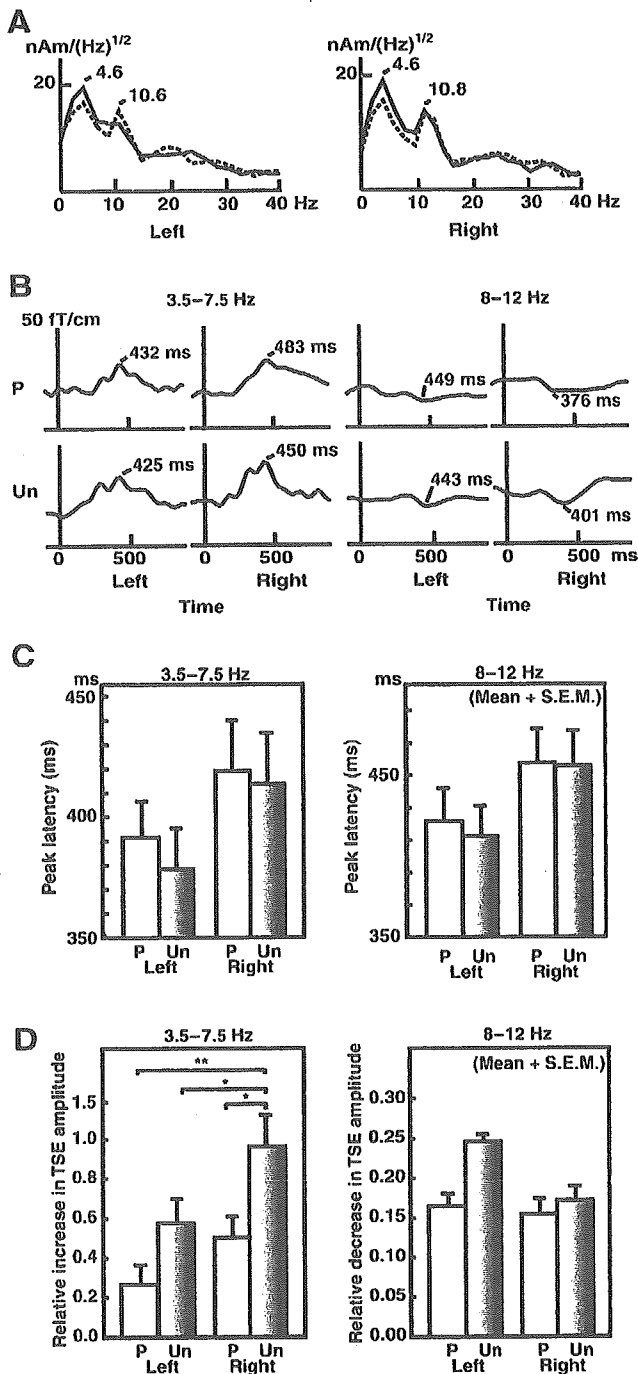 A
nAm/(Hz)1/2
20
4.6
10.6
0 10 20 30 40 Hz
Left
nAm/(Hz)1/2
20
4.6
10.8
0 10 20 30 40 Hz
Right
B
3.5–7.5 Hz
8–12 Hz
50 fT/cm
P
432 ms
483 ms
449 ms
376 ms
Un
425 ms
450 ms
443 ms
401 ms
0 500 0 500 0 500 0 500 ms
Left Right Left Right
Time Time
C
3.5–7.5 Hz
ms
450
400
350
Peak latency (ms)
P Un P Un
Left Right
8–12 Hz
ms
(Mean + S.E.M.)
450
350
Peak latency (ms)
P Un P Un
Left Right
D
3.5–7.5 Hz
Relative increase in TSE amplitude
**
*
*
1.5
1.0
0.8
0.6
0.4
0.2
0.0
P Un P Un
Left Right
8–12 Hz
(Mean + S.E.M.)
Relative decrease in TSE amplitude
0.30
0.25
0.20
0.15
0.10
0.05
0.00
P Un P Un
Left Right